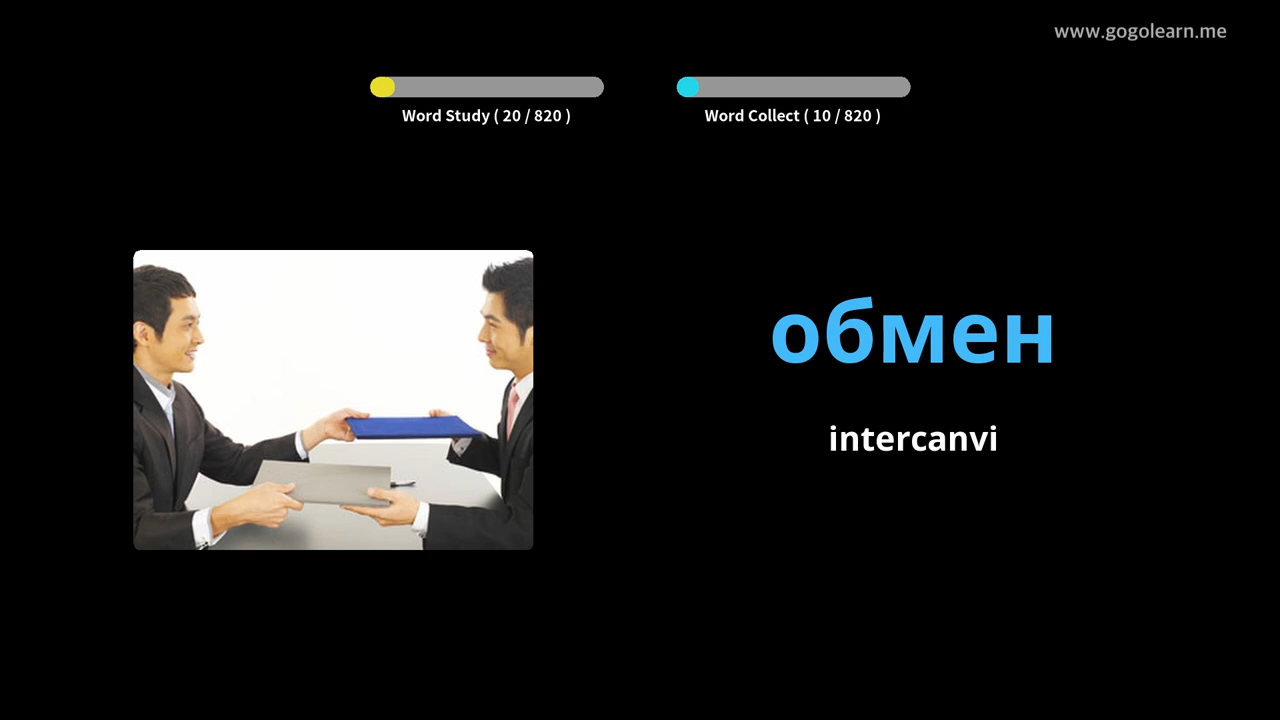 www.gogolearn.me
Word Study ( 20 / 820 )
Word Collect ( 10 / 820 )
обмен
intercanvi